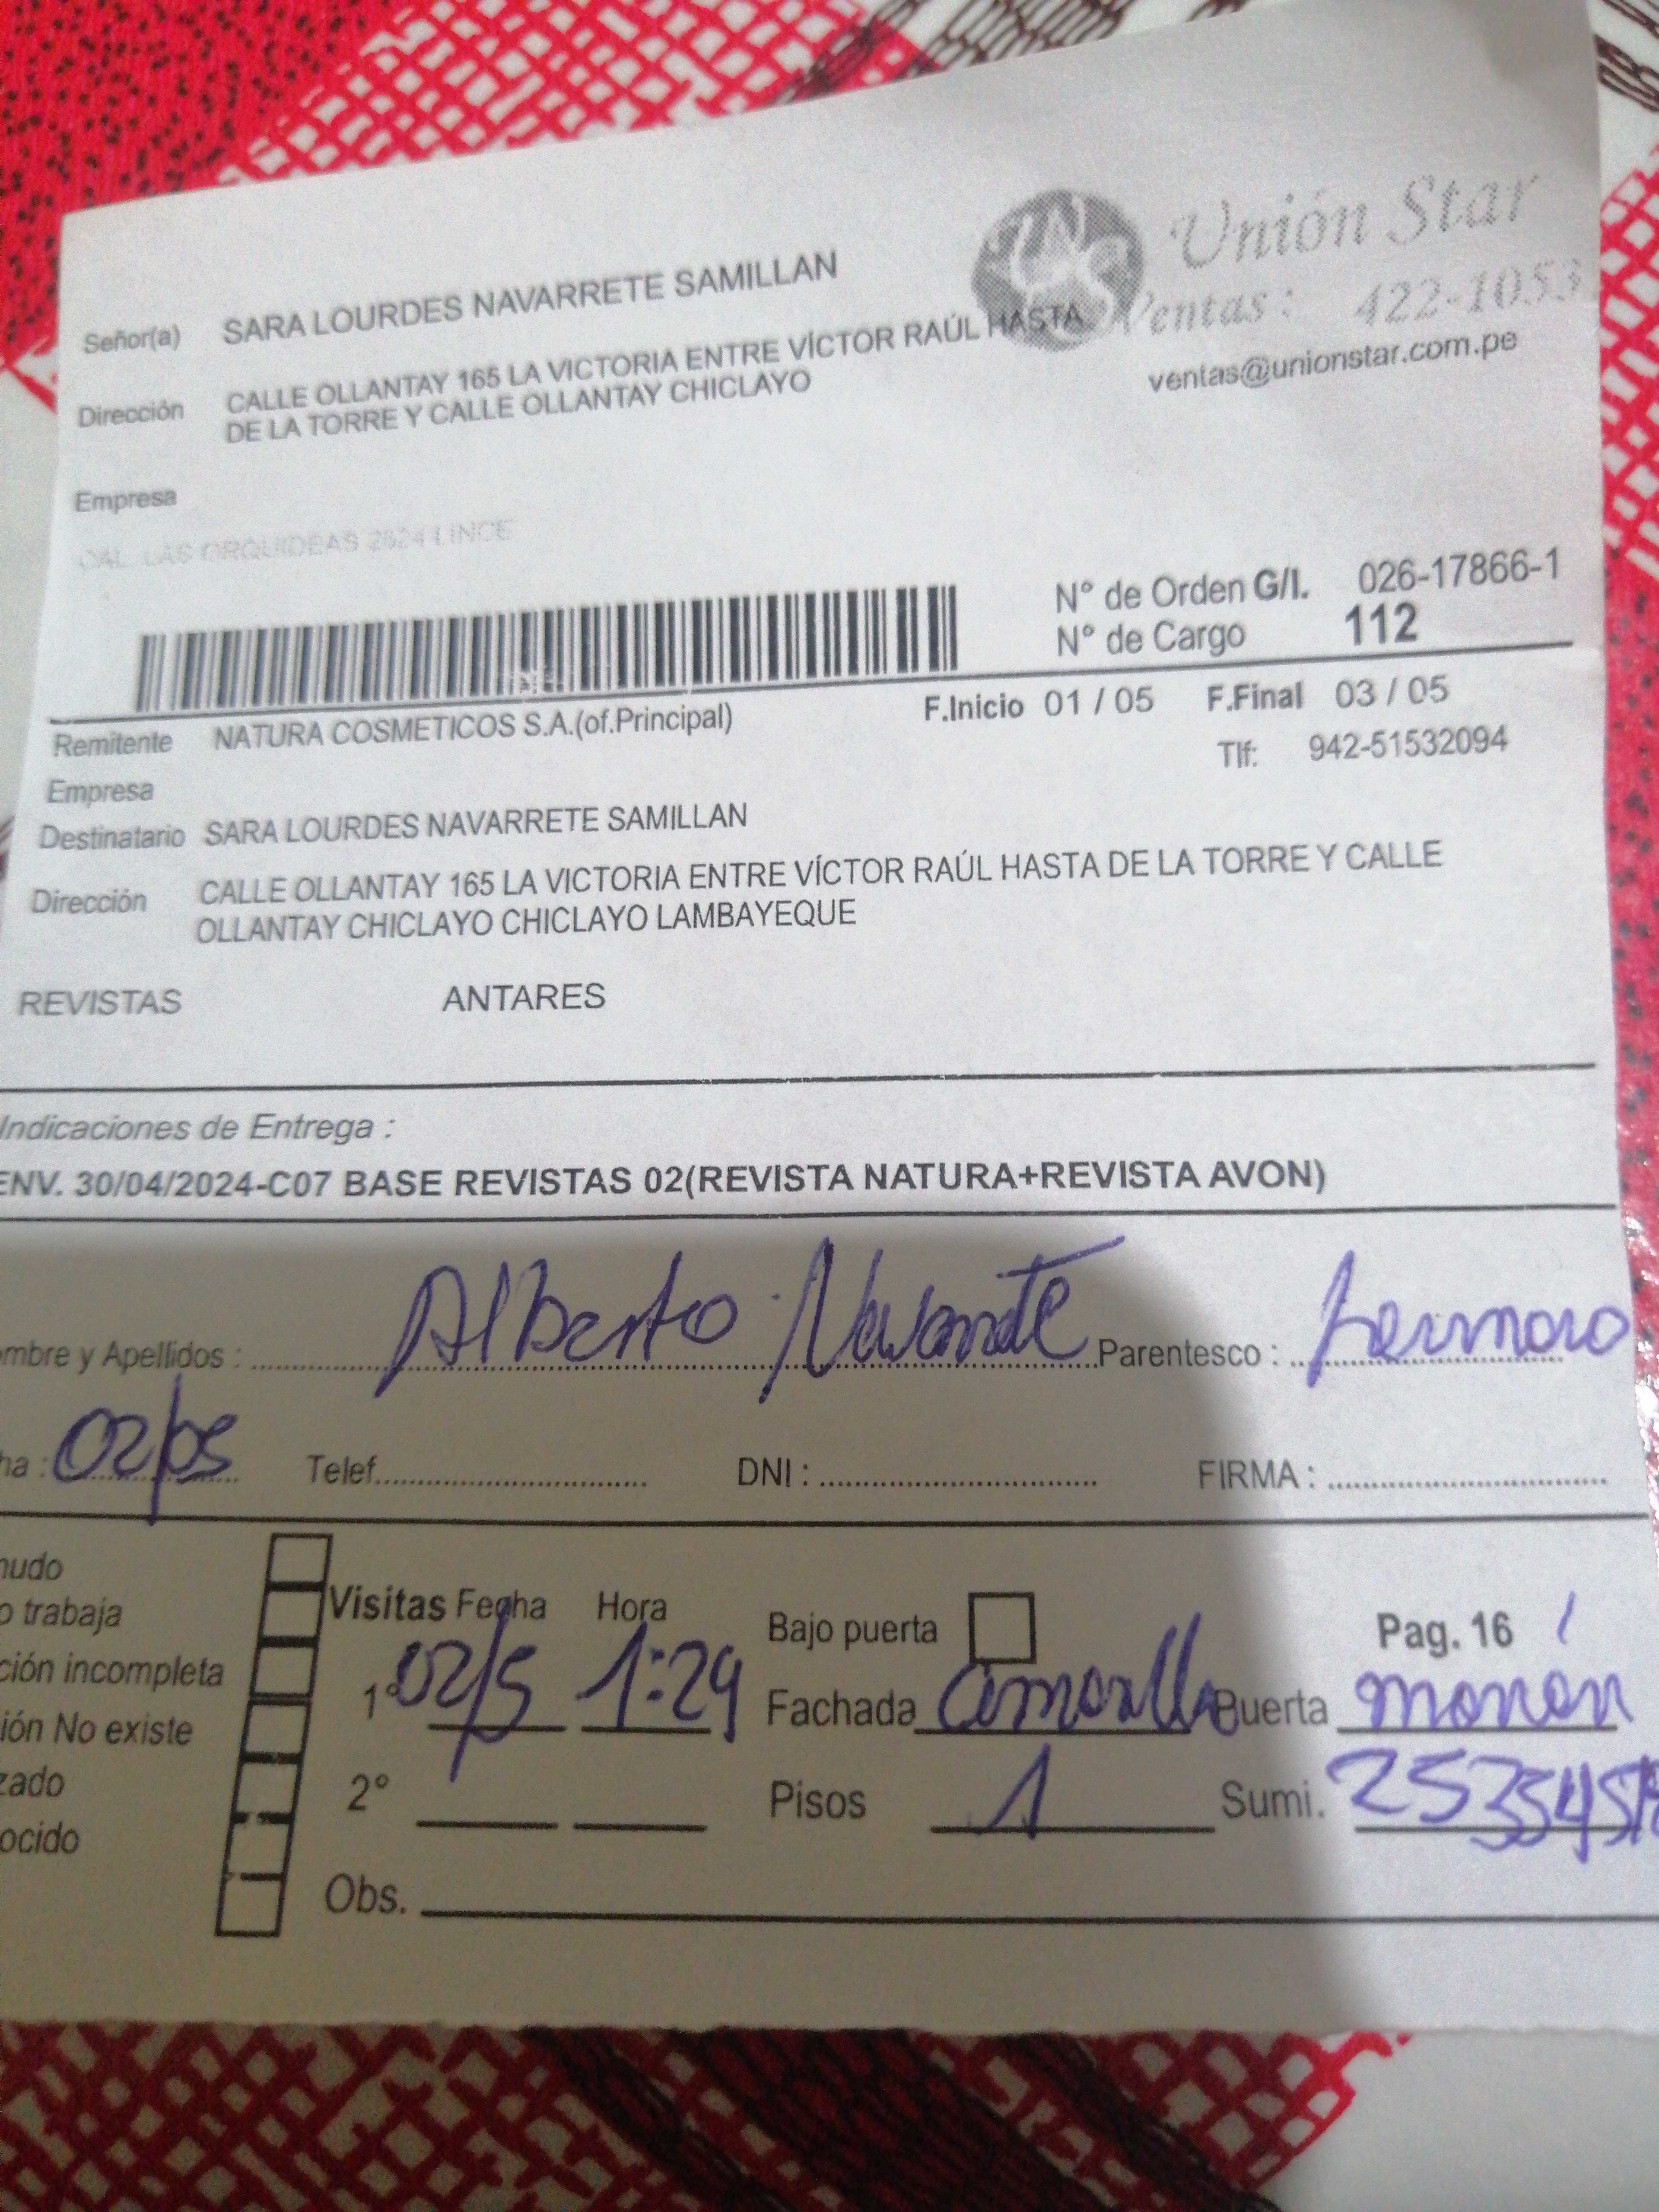 Unión Star
Ventas: 422-1053
ventas@unionstar.com.pe
Señor(a) SARA LOURDES NAVARRETE SAMILLAN
Dirección CALLE OLLANTAY 165 LA VICTORIA ENTRE VÍCTOR RAÚL HASTA
DE LA TORRE Y CALLE OLLANTAY CHICLAYO
Empresa
CAL. LAS ORQUIDEAS 2624 LINCE
N° de Orden G/I. 026-17866-1
N° de Cargo 112
F.Inicio 01 / 05 F.Final 03 / 05
Remitente NATURA COSMETICOS S.A.(of.Principal)
Tlf: 942-51532094
Empresa
Destinatario SARA LOURDES NAVARRETE SAMILLAN
Dirección CALLE OLLANTAY 165 LA VICTORIA ENTRE VÍCTOR RAÚL HASTA DE LA TORRE Y CALLE
OLLANTAY CHICLAYO CHICLAYO LAMBAYEQUE
REVISTAS ANTARES
Indicaciones de Entrega :
ENV. 30/04/2024-C07 BASE REVISTAS 02(REVISTA NATURA+REVISTA AVON)
mbre y Apellidos : Alberto Parentesco : hermano
ha : 02/05 Telef. DNI : FIRMA :
nudo
o trabaja Visitas Fecha Hora Bajo puerta Pag. 16
ción incompleta 1° 02/5 1:29 Fachada amarilla Puerta
ión No existe
zado 2° Pisos 1 Sumi.
ocido
Obs.